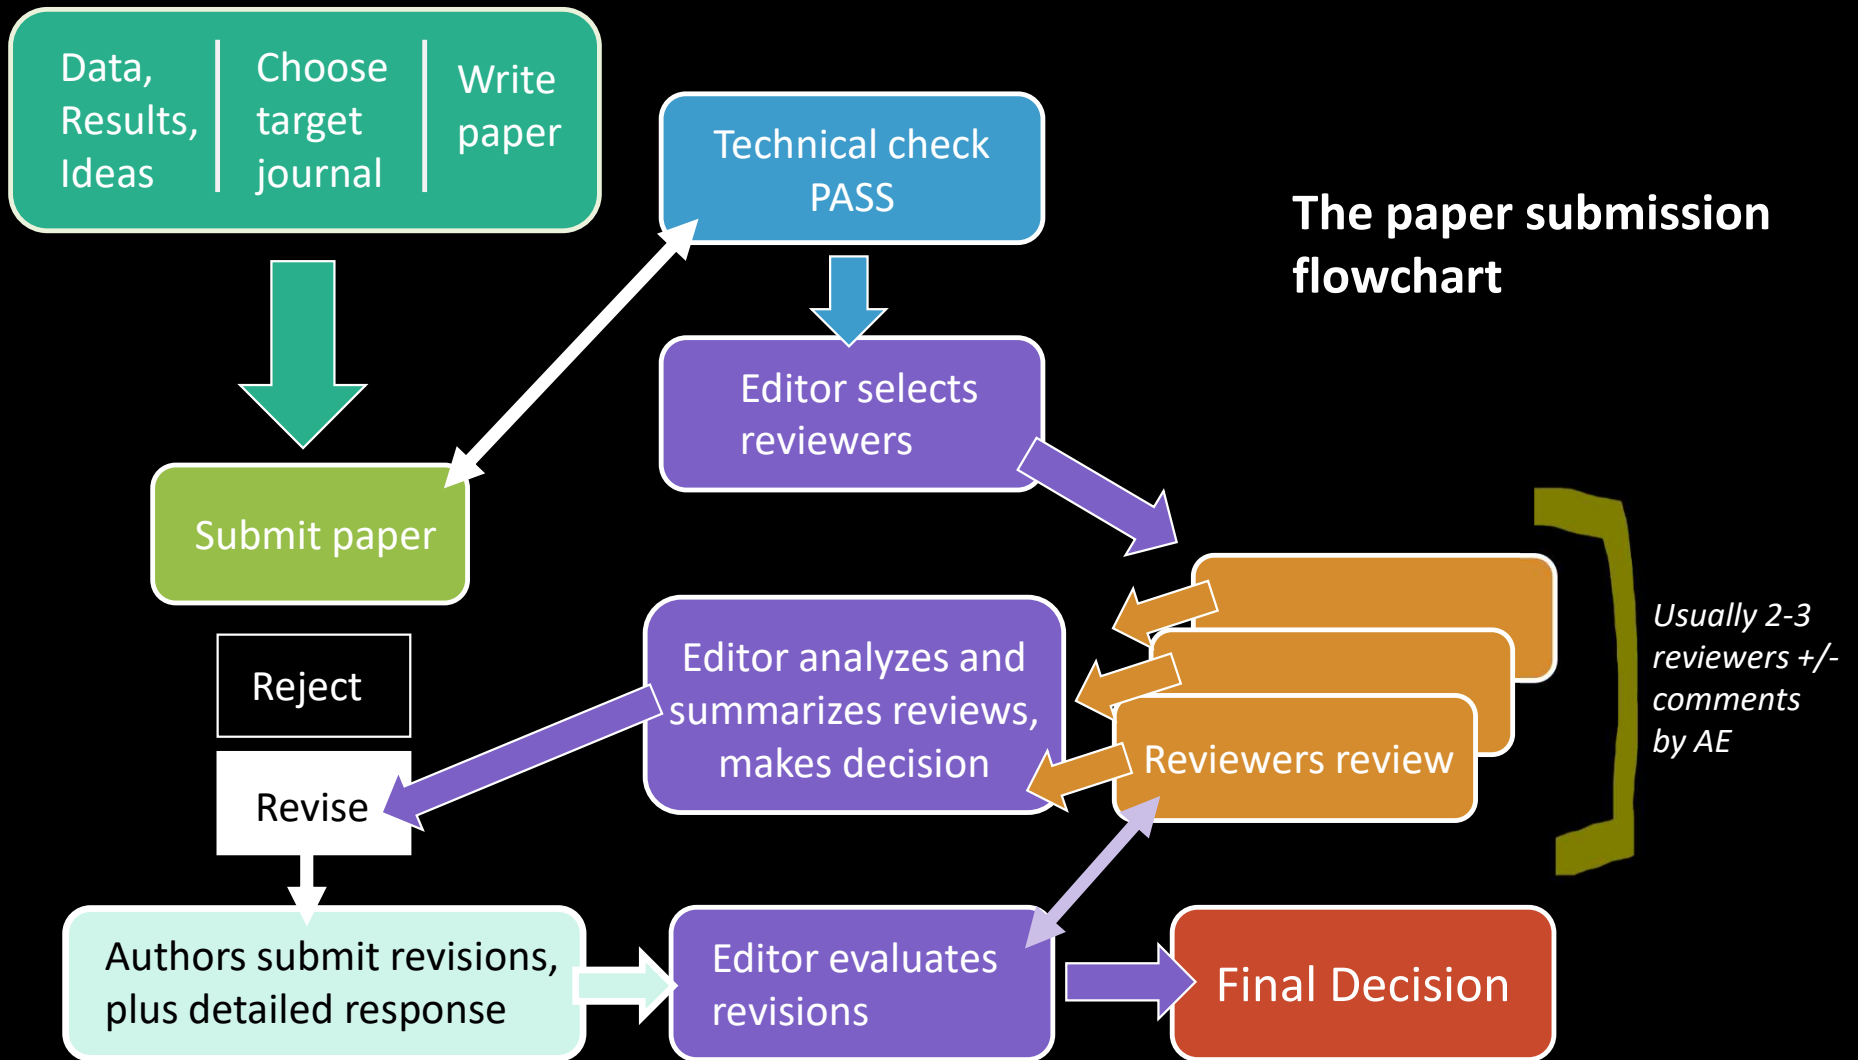 Data,
Results,
Ideas
Choose
target
journal
Write
paper
Technical check
PASS
The paper submission
flowchart
Editor selects
reviewers
Submit paper
Usually 2-3
reviewers +/-
comments
by AE
Reject
Editor analyzes and
summarizes reviews,
makes decision
Reviewers review
Revise
Authors submit revisions,
plus detailed response
Editor evaluates
revisions
Final Decision